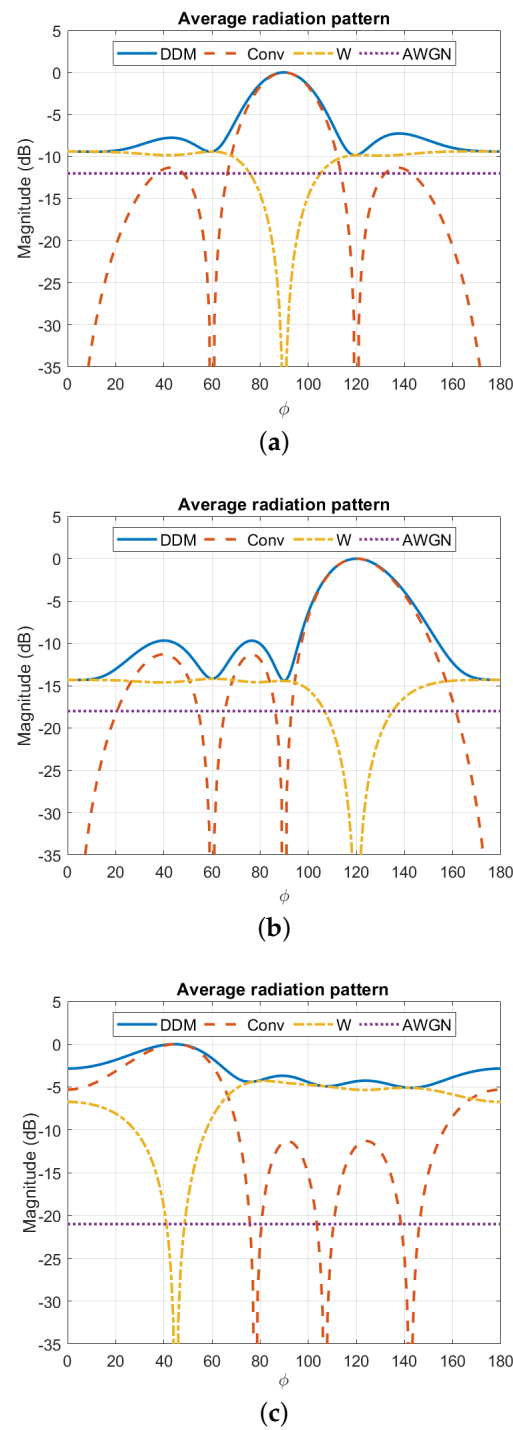 Average radiation pattern
DDM Conv W AWGN
Magnitude (dB)
5
0
-5
-10
-15
-20
-25
-30
-35
0 20 40 60 80 100 120 140 160 180
ϕ
(a)
Average radiation pattern
DDM Conv W AWGN
Magnitude (dB)
5
0
-5
-10
-15
-20
-25
-30
-35
0 20 40 60 80 100 120 140 160 180
ϕ
(b)
Average radiation pattern
DDM Conv W AWGN
Magnitude (dB)
5
0
-5
-10
-15
-20
-25
-30
-35
0 20 40 60 80 100 120 140 160 180
ϕ
(c)